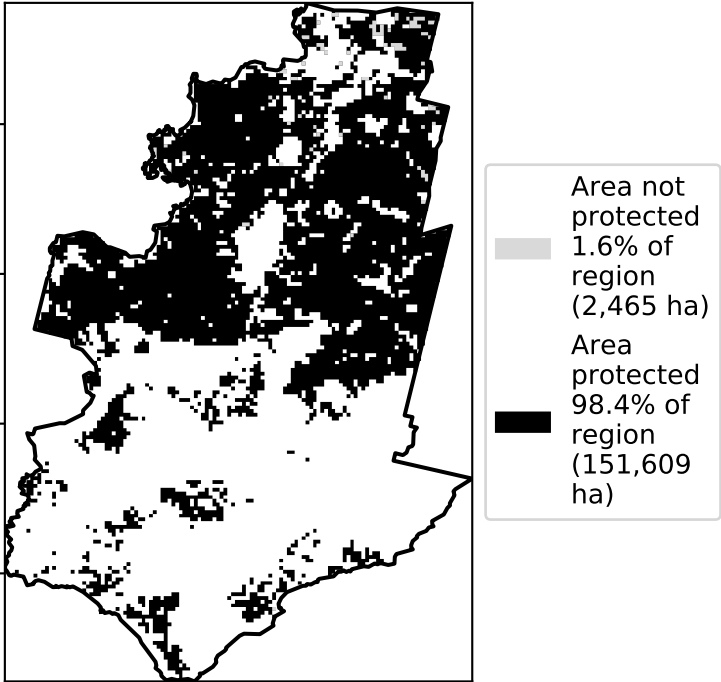 Area not
protected
1.6% of
region
(2,465 ha)
Area
protected
98.4% of
region
(151,609
ha)